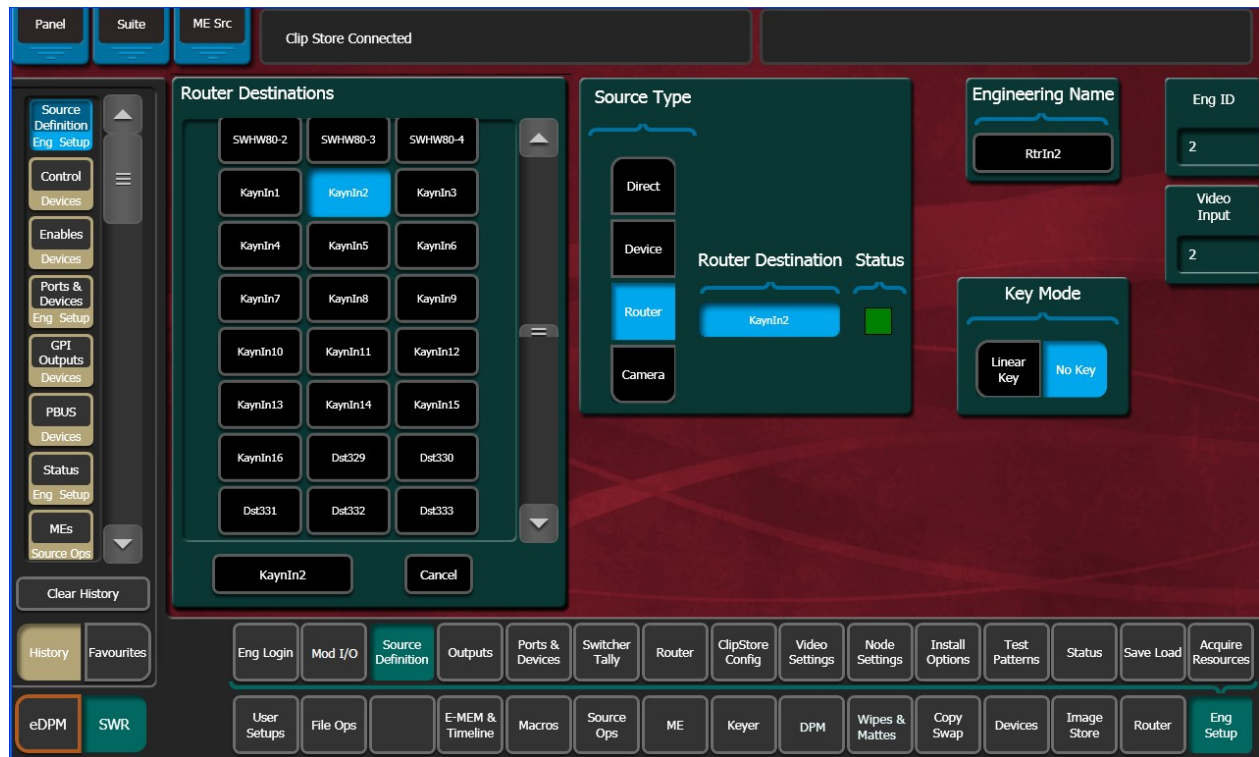 Panel
Suite
ME Src
Clip Store Connected
Source
Definition
Eng Setup
Control
Devices
Enables
Devices
Ports &
Devices
Eng Setup
GPI
Outputs
Devices
PBUS
Devices
Status
Eng Setup
MEs
Source Ops
Clear History
History
Favourites
eDPM
SWR
Router Destinations
SWHW80-2
SWHW80-3
SWHW80-4
KaynIn1
KaynIn2
KaynIn3
KaynIn4
KaynIn5
KaynIn6
KaynIn7
KaynIn8
KaynIn9
KaynIn10
KaynIn11
KaynIn12
KaynIn13
KaynIn14
KaynIn15
KaynIn16
Dst329
Dst330
Dst331
Dst332
Dst333
KaynIn2
Cancel
Source Type
Direct
Device
Router
Camera
Router Destination
Status
KaynIn2
Engineering Name
RtrIn2
Eng ID
2
Video
Input
2
Key Mode
Linear
Key
No Key
Eng Login
Mod I/O
Source
Definition
Outputs
Ports &
Devices
Switcher
Tally
Router
ClipStore
Config
Video
Settings
Node
Settings
Install
Options
Test
Patterns
Status
Save Load
Acquire
Resources
User
Setups
File Ops
E-MEM &
Timeline
Macros
Source
Ops
ME
Keyer
DPM
Wipes &
Mattes
Copy
Swap
Devices
Image
Store
Router
Eng
Setup